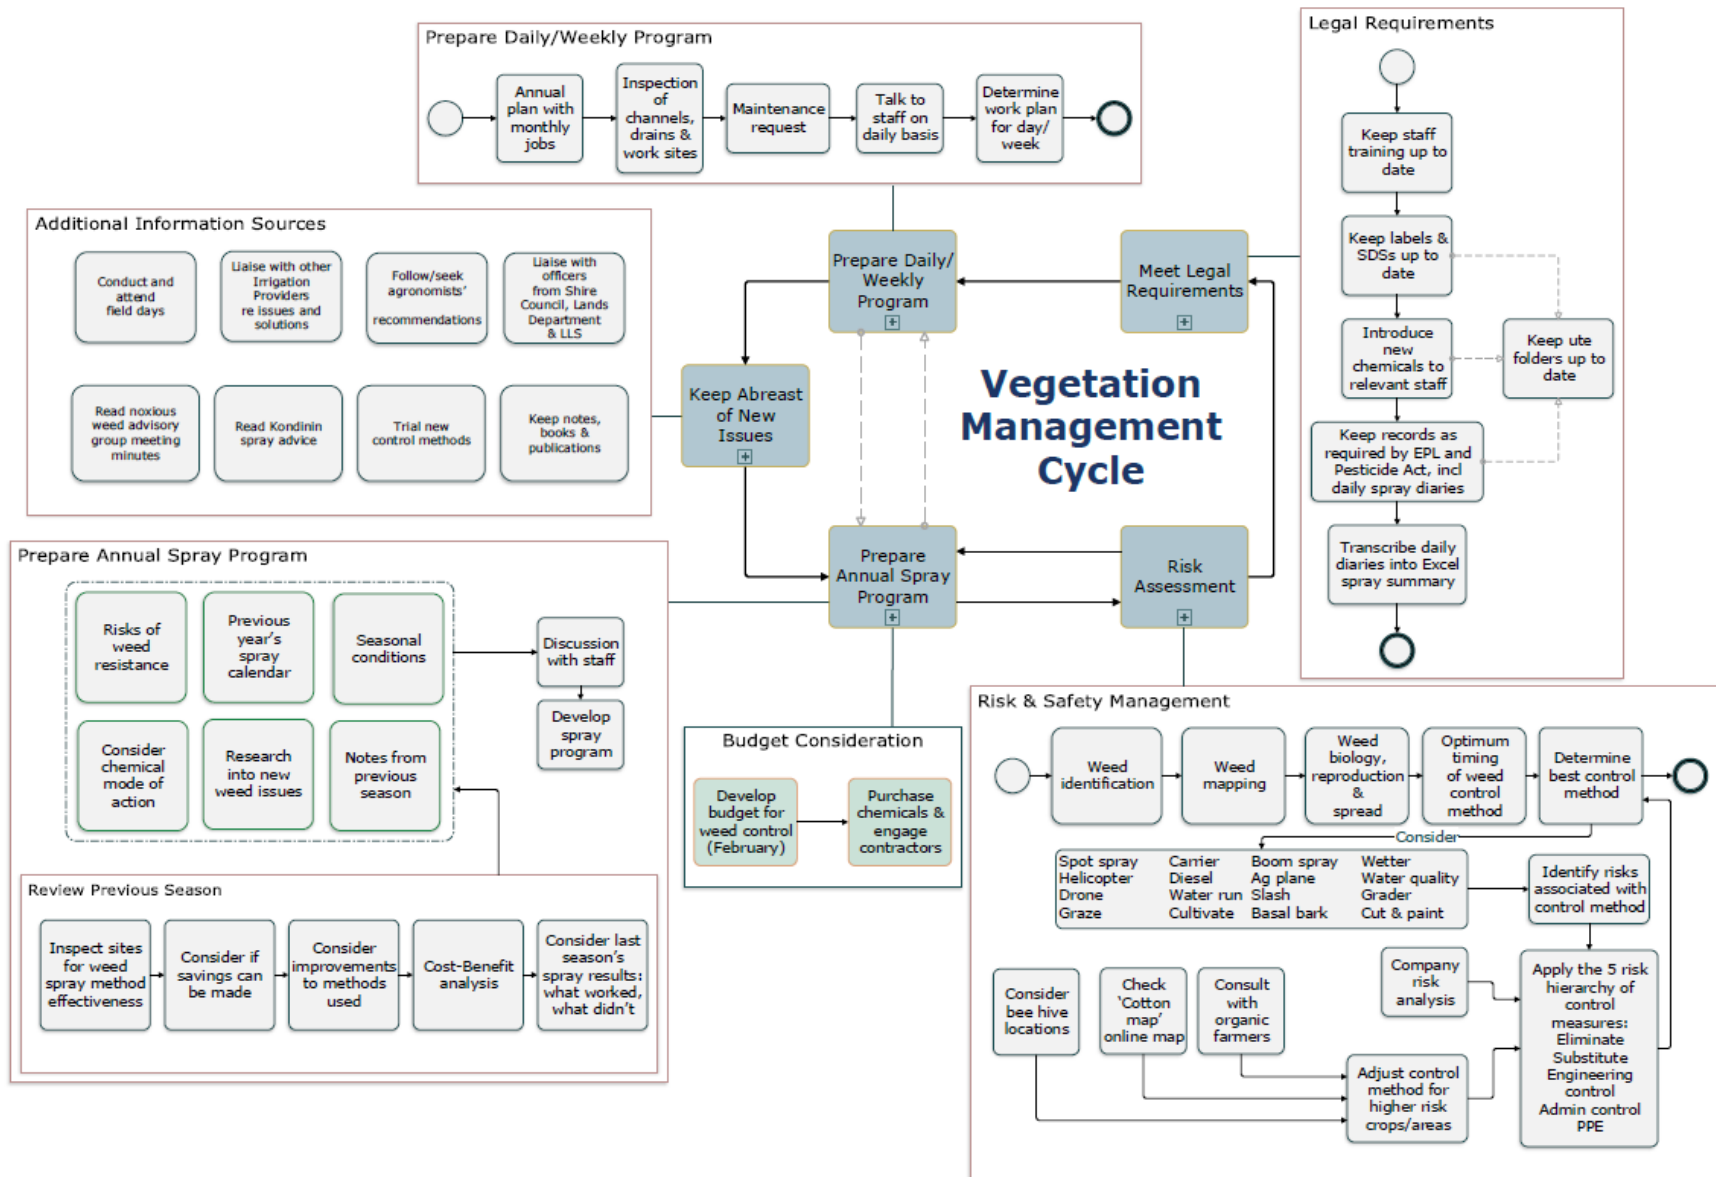 Prepare Daily/Weekly Program
Annual
plan with
monthly
jobs
Inspection
of
channels,
drains &
work sites
Maintenance
request
Talk to
staff on
daily basis
Determine
work plan
for day/
week
Legal Requirements
Keep staff
training up to
date
Keep labels &
SDSs up to
date
Introduce
new
chemicals to
relevant staff
Keep ute
folders up to
date
Keep records as
required by EPL and
Pesticide Act, incl
daily spray diaries
Transcribe daily
diaries into Excel
spray summary
Additional Information Sources
Conduct and
attend
field days
Liaise with other
Irrigation
Providers
re issues and
solutions
Follow/seek
agronomists'
recommendations
Liaise with
officers
from Shire
Council, Lands
Department
& LLS
Read noxious
weed advisory
group meeting
minutes
Read Kondinin
spray advice
Trial new
control methods
Keep notes,
books &
publications
Prepare Daily/
Weekly
Program
Meet Legal
Requirements
Keep Abreast
of New
Issues
Vegetation
Management
Cycle
Prepare
Annual Spray
Program
Risk
Assessment
Prepare Annual Spray Program
Risks of
weed
resistance
Previous
year's
spray
calendar
Seasonal
conditions
Discussion
with staff
Develop
spray
program
Consider
chemical
mode of
action
Research
into new
weed issues
Notes from
previous
season
Review Previous Season
Inspect sites
for weed
spray method
effectiveness
Consider if
savings can
be made
Consider
improvements
to methods
used
Cost-Benefit
analysis
Consider last
season's
spray results:
what worked,
what didn't
Budget Consideration
Develop
budget for
weed control
(February)
Purchase
chemicals &
engage
contractors
Risk & Safety Management
Weed
identification
Weed
mapping
Weed
biology,
reproduction
&
spread
Optimum
timing
of weed
control
method
Determine
best control
method
Consider
Spot spray Carrier Boom spray Wetter
Helicopter Diesel Ag plane Water quality
Drone Water run Slash Grader
Graze Cultivate Basal bark Cut & paint
Identify risks
associated with
control method
Consider
bee hive
locations
Check
'Cotton
map'
online map
Consult
with
organic
farmers
Company
risk
analysis
Adjust control
method for
higher risk
crops/areas
Apply the 5 risk
hierarchy of
control
measures:
Eliminate
Substitute
Engineering
control
Admin control
PPE